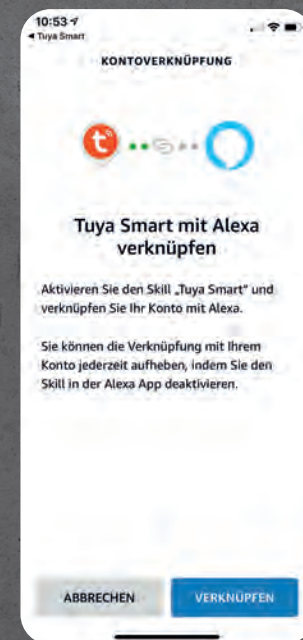 10:53
◀ Tuya Smart
KONTOVERKNÜPFUNG
Tuya Smart mit Alexa
verknüpfen
Aktivieren Sie den Skill „Tuya Smart" und
verknüpfen Sie Ihr Konto mit Alexa.
Sie können die Verknüpfung mit Ihrem
Konto jederzeit aufheben, indem Sie den
Skill in der Alexa App deaktivieren.
ABBRECHEN
VERKNÜPFEN